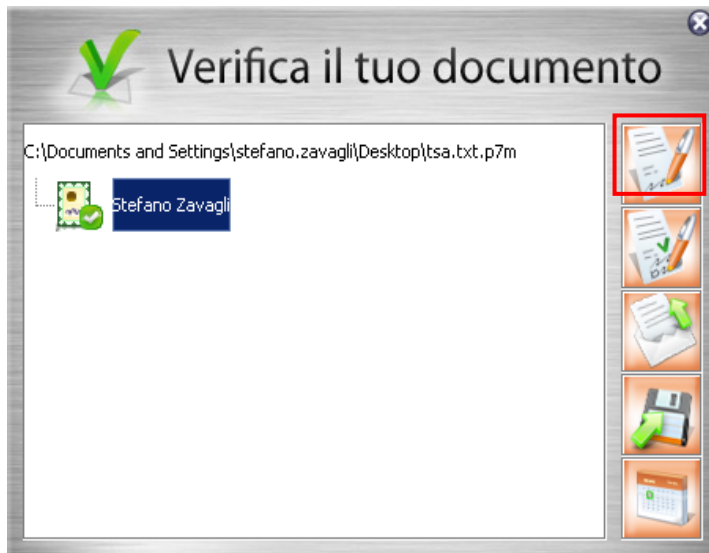 Verifica il tuo documento
C:\Documents and Settings\stefano.zavagli\Desktop\tsa.txt.p7m
Stefano Zavagli